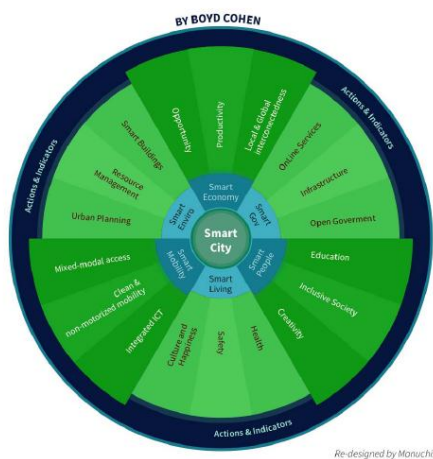 BY BOYD COHEN
Actions & Indicators
Actions & Indicators
Actions & Indicators
Smart
City
Smart
Economy
Opportunity
Productivity
Local & Global
interconectedness
Smart
Gov
OnLine Services
Infrastructure
Open Goverment
Smart
People
Education
Inclusive Society
Creativity
Smart
Living
Health
Safety
Culture and
Happiness
Smart
Mobility
Integrated ICT
Clean &
non-motorized mobility
Mixed-modal access
Smart
Enviro
Urban Planning
Resource
Management
Smart Buildings
Re-designed by Manuchi